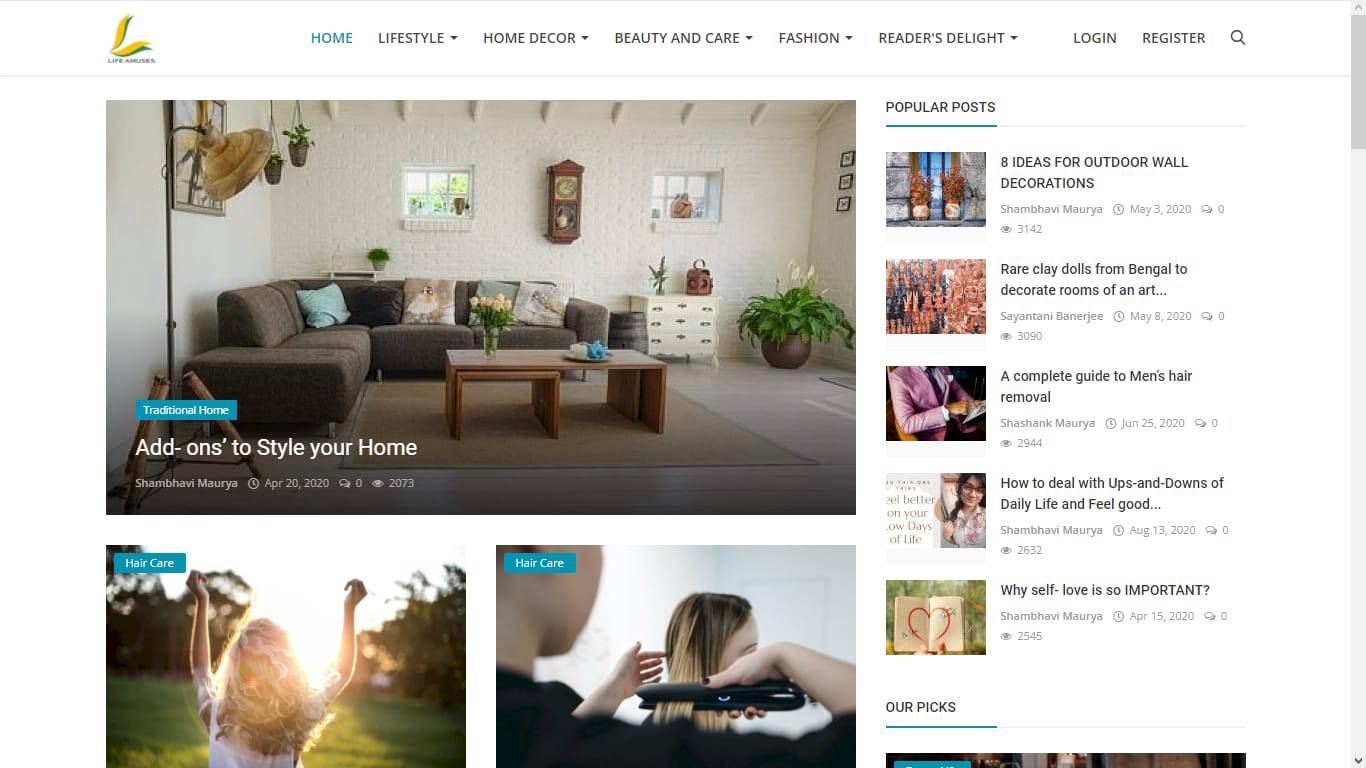 LIFE AMUSES
HOME LIFESTYLE HOME DECOR BEAUTY AND CARE FASHION READER'S DELIGHT LOGIN REGISTER
Traditional Home
Add- ons’ to Style your Home
Shambhavi Maurya Apr 20, 2020 0 2073
Hair Care
Hair Care
POPULAR POSTS
8 IDEAS FOR OUTDOOR WALL
DECORATIONS
Shambhavi Maurya May 3, 2020 0
3142
Rare clay dolls from Bengal to
decorate rooms of an art...
Sayantani Banerjee May 8, 2020 0
3090
A complete guide to Men's hair
removal
Shashank Maurya Jun 25, 2020 0
2944
eel better
on your
Low Days
of Life
How to deal with Ups-and-Downs of
Daily Life and Feel good...
Shambhavi Maurya Aug 13, 2020 0
2632
Why self- love is so IMPORTANT?
Shambhavi Maurya Apr 15, 2020 0
2545
OUR PICKS